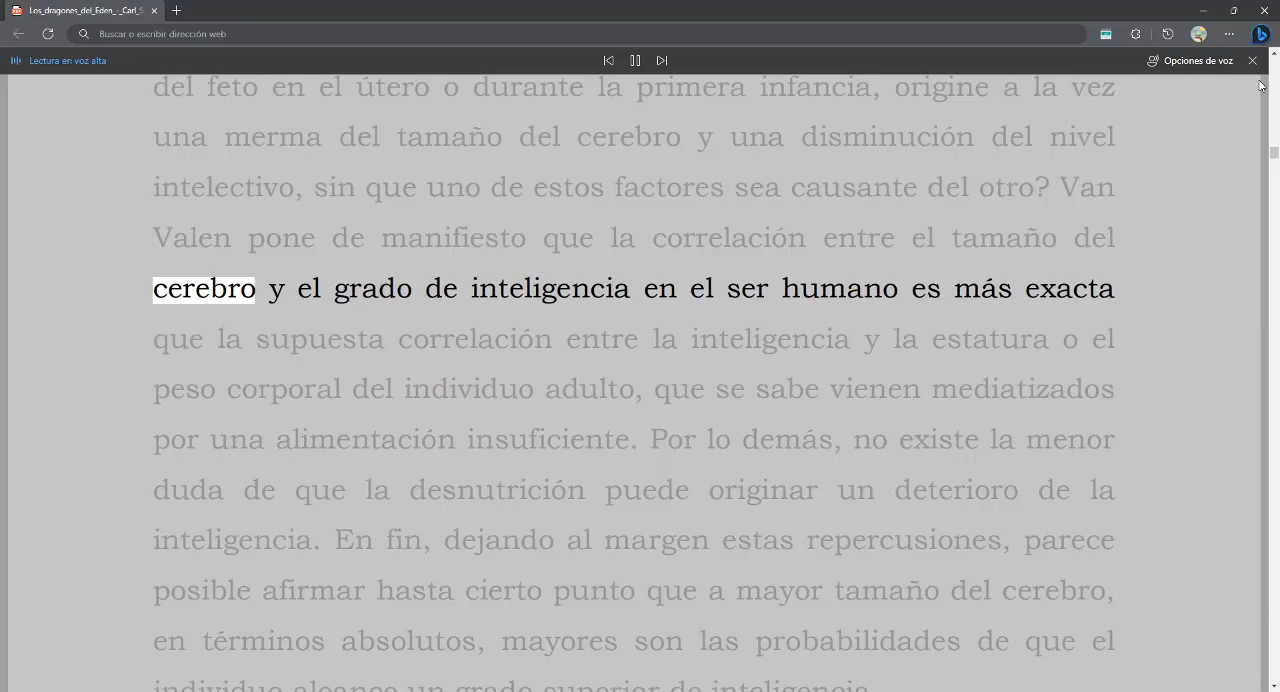 Los_dragones_del_Eden_-_Carl_S
Buscar o escribir dirección web
Lectura en voz alta
Opciones de voz
del feto en el útero o durante la primera infancia, origine a la vez
una merma del tamaño del cerebro y una disminución del nivel
intelectivo, sin que uno de estos factores sea causante del otro? Van
Valen pone de manifiesto que la correlación entre el tamaño del
cerebro y el grado de inteligencia en el ser humano es más exacta
que la supuesta correlación entre la inteligencia y la estatura o el
peso corporal del individuo adulto, que se sabe vienen mediatizados
por una alimentación insuficiente. Por lo demás, no existe la menor
duda de que la desnutrición puede originar un deterioro de la
inteligencia. En fin, dejando al margen estas repercusiones, parece
posible afirmar hasta cierto punto que a mayor tamaño del cerebro,
en términos absolutos, mayores son las probabilidades de que el
individuo alcance un grado superior de inteligencia.